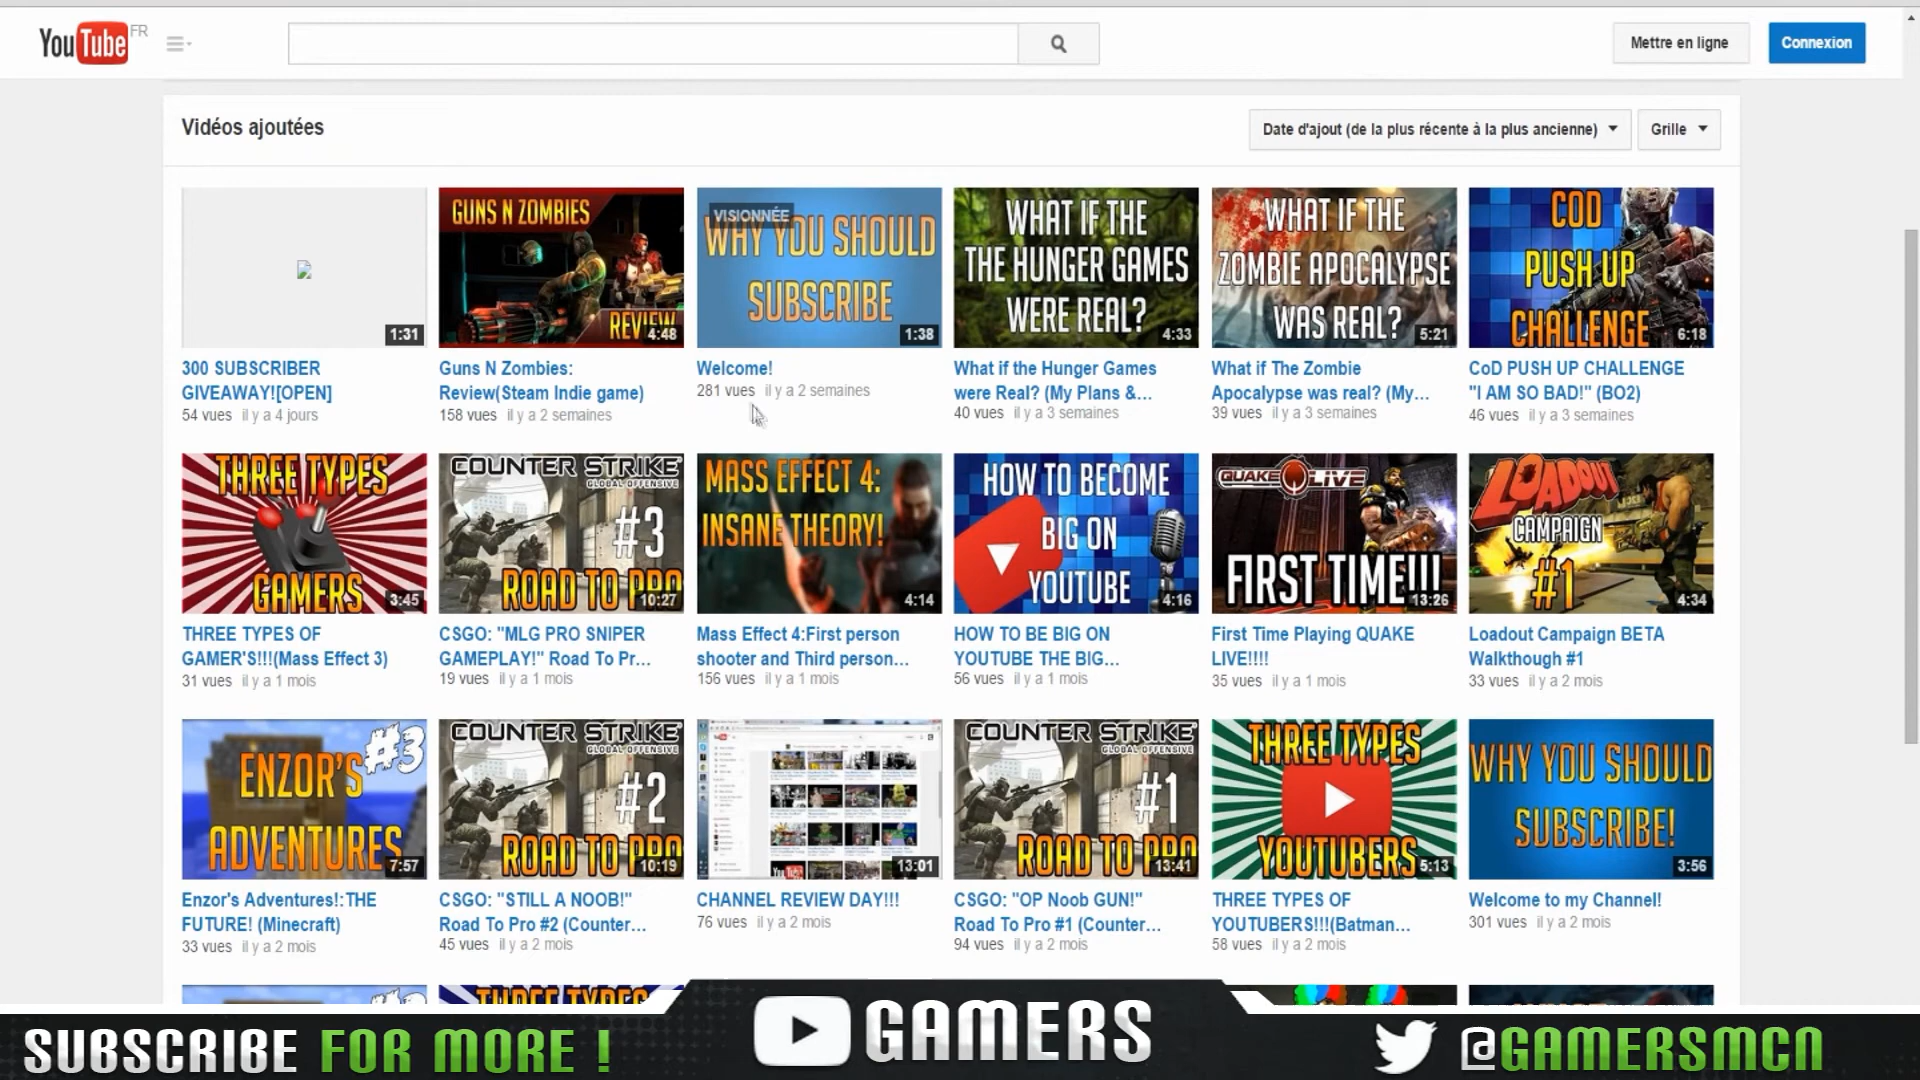 YouTube FR
Mettre en ligne
Connexion
Vidéos ajoutées
Date d'ajout (de la plus récente à la plus ancienne)
Grille
1:31
300 SUBSCRIBER
GIVEAWAY![OPEN]
54 vues il y a 4 jours
GUNS N ZOMBIES
REVIEW
4:48
Guns N Zombies:
Review(Steam Indie game)
158 vues il y a 2 semaines
VISIONNÉE
WHY YOU SHOULD
SUBSCRIBE
1:38
Welcome!
281 vues il y a 2 semaines
WHAT IF THE
THE HUNGER GAMES
WERE REAL?
4:33
What if the Hunger Games
were Real? (My Plans &...
40 vues il y a 3 semaines
WHAT IF THE
ZOMBIE APOCALYPSE
WAS REAL?
5:21
What if The Zombie
Apocalypse was real? (My...
39 vues il y a 3 semaines
COD
PUSH UP
CHALLENGE
6:18
CoD PUSH UP CHALLENGE
"I AM SO BAD!" (BO2)
46 vues il y a 3 semaines
THREE TYPES
GAMERS
3:45
THREE TYPES OF
GAMER'S!!!(Mass Effect 3)
31 vues il y a 1 mois
COUNTER STRIKE
GLOBAL OFFENSIVE
#3
ROAD TO PRO
10:27
CSGO: "MLG PRO SNIPER
GAMEPLAY!" Road To Pr...
19 vues il y a 1 mois
MASS EFFECT 4:
INSANE THEORY!
4:14
Mass Effect 4:First person
shooter and Third person...
156 vues il y a 1 mois
HOW TO BECOME
BIG ON
YOUTUBE
4:16
HOW TO BE BIG ON
YOUTUBE THE BIG...
56 vues il y a 1 mois
QUAKE LIVE
FIRST TIME!!!
13:26
First Time Playing QUAKE
LIVE!!!!
35 vues il y a 1 mois
LOADOUT
CAMPAIGN
#1
4:34
Loadout Campaign BETA
Walkthough #1
33 vues il y a 2 mois
#3
ENZOR'S
ADVENTURES
7:57
Enzor's Adventures!:THE
FUTURE! (Minecraft)
33 vues il y a 2 mois
COUNTER STRIKE
GLOBAL OFFENSIVE
#2
ROAD TO PRO
10:19
CSGO: "STILL A NOOB!"
Road To Pro #2 (Counter...
45 vues il y a 2 mois
13:01
CHANNEL REVIEW DAY!!!
76 vues il y a 2 mois
COUNTER STRIKE
GLOBAL OFFENSIVE
#1
ROAD TO PRO
13:41
CSGO: "OP Noob GUN!"
Road To Pro #1 (Counter...
94 vues il y a 2 mois
THREE TYPES
YOUTUBERS
5:13
THREE TYPES OF
YOUTUBERS!!!(Batman...
58 vues il y a 2 mois
WHY YOU SHOULD
SUBSCRIBE!
3:56
Welcome to my Channel!
301 vues il y a 2 mois
THREE TYPES
SUBSCRIBE FOR MORE !
GAMERS
@GAMERSMCN